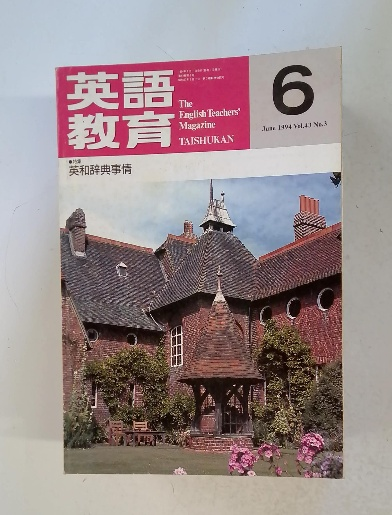 英語
教育
The
English Teachers'
Magazine
TAISHUKAN
6
June 1994 Vol.43 No.3
●特集
英和辞典事情